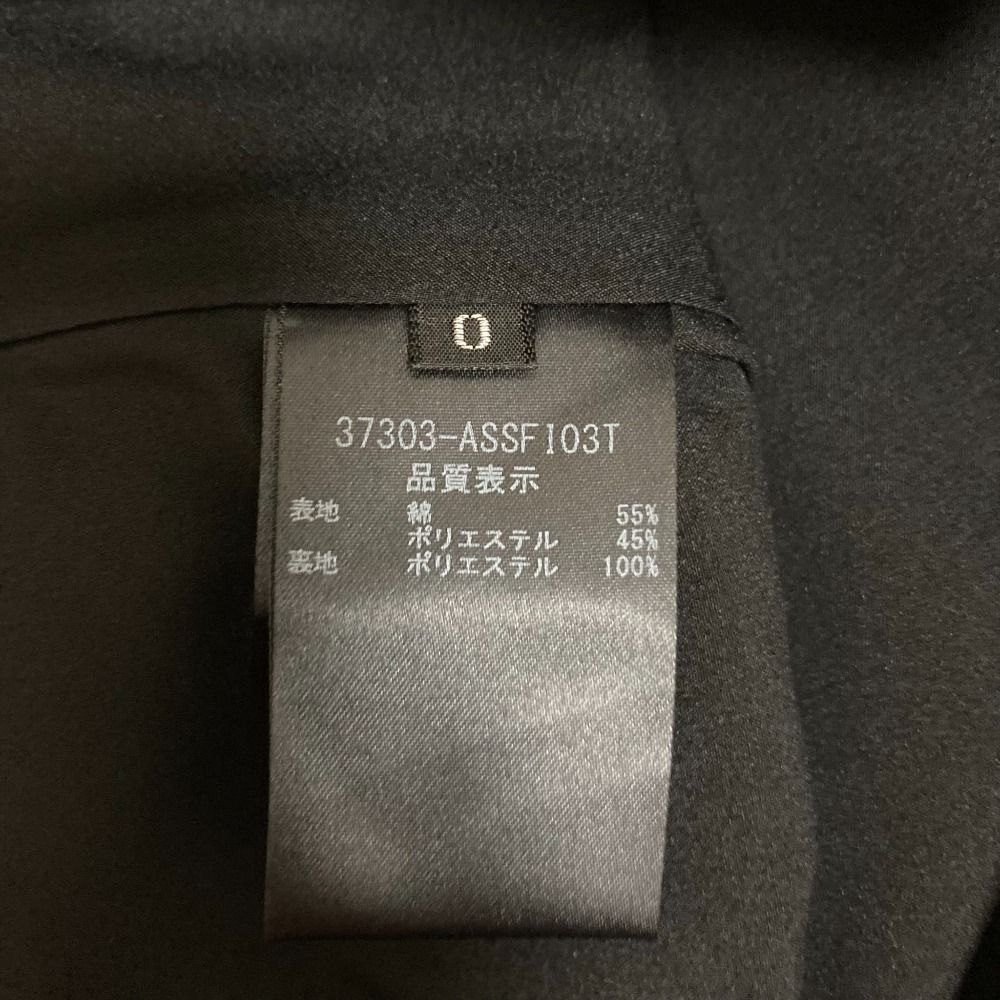 0
37303-ASSFI03T
品質表示
表地 綿 55%
ポリエステル 45%
裏地 ポリエステル 100%